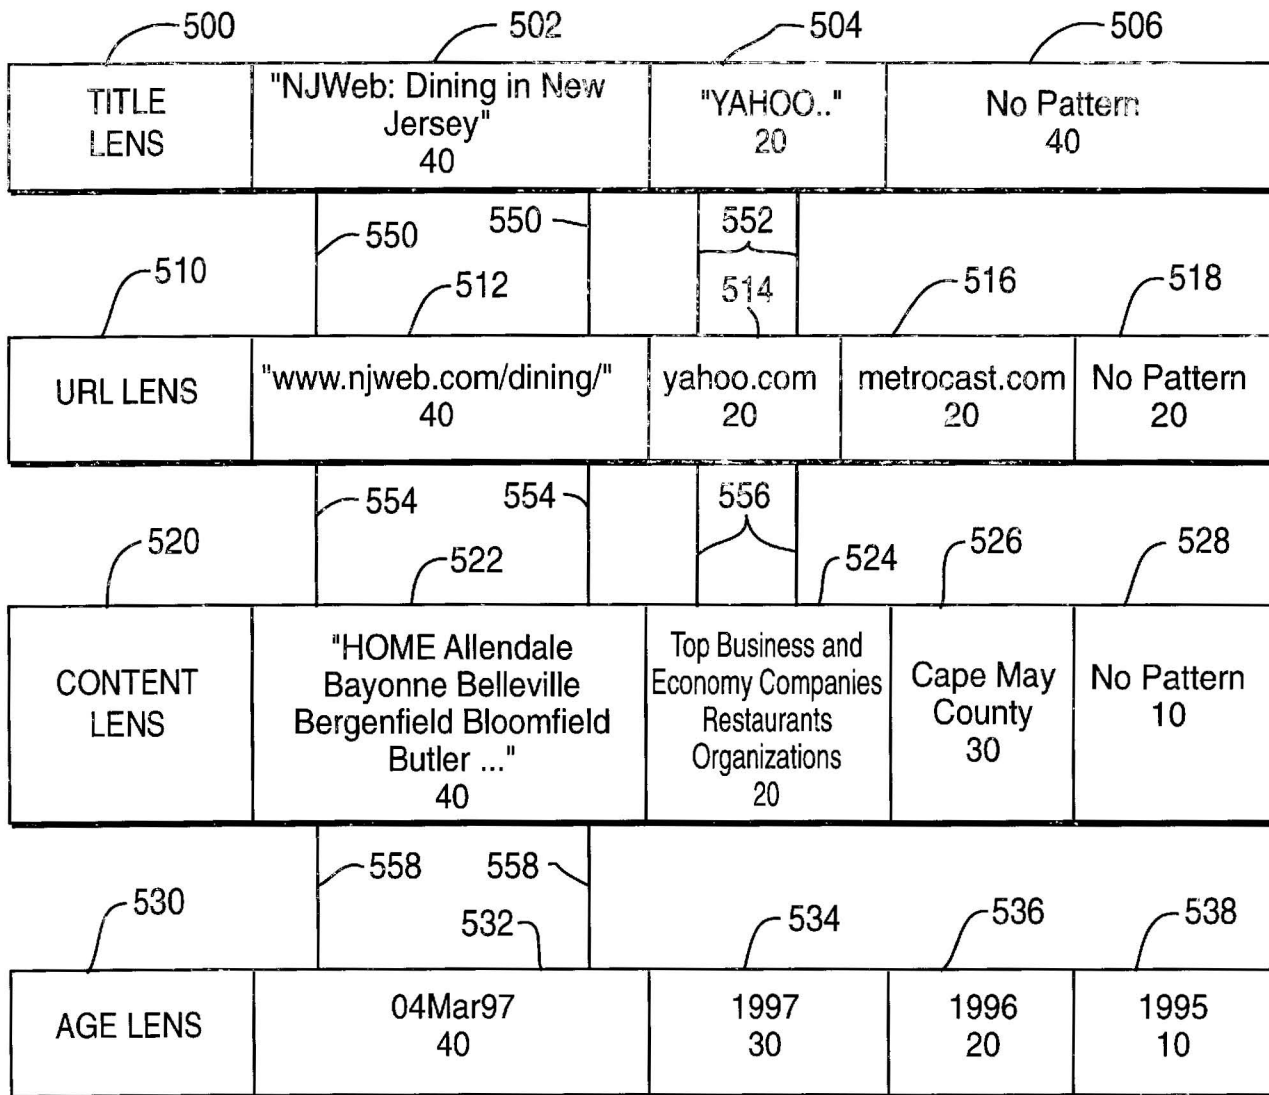 500 502 504 506
TITLE
LENS
"NJWeb: Dining in New
Jersey"
40
"YAHOO.."
20
No Pattern
40
550 550 552
510 512 514 516 518
URL LENS
"www.njweb.com/dining/"
40
yahoo.com
20
metrocast.com
20
No Pattern
20
554 554 556
520 522 524 526 528
CONTENT
LENS
"HOME Allendale
Bayonne Belleville
Bergenfield Bloomfield
Butler ..."
40
Top Business and
Economy Companies
Restaurants
Organizations
20
Cape May
County
30
No Pattern
10
558 558
530 532 534 536 538
AGE LENS
04Mar97
40
1997
30
1996
20
1995
10